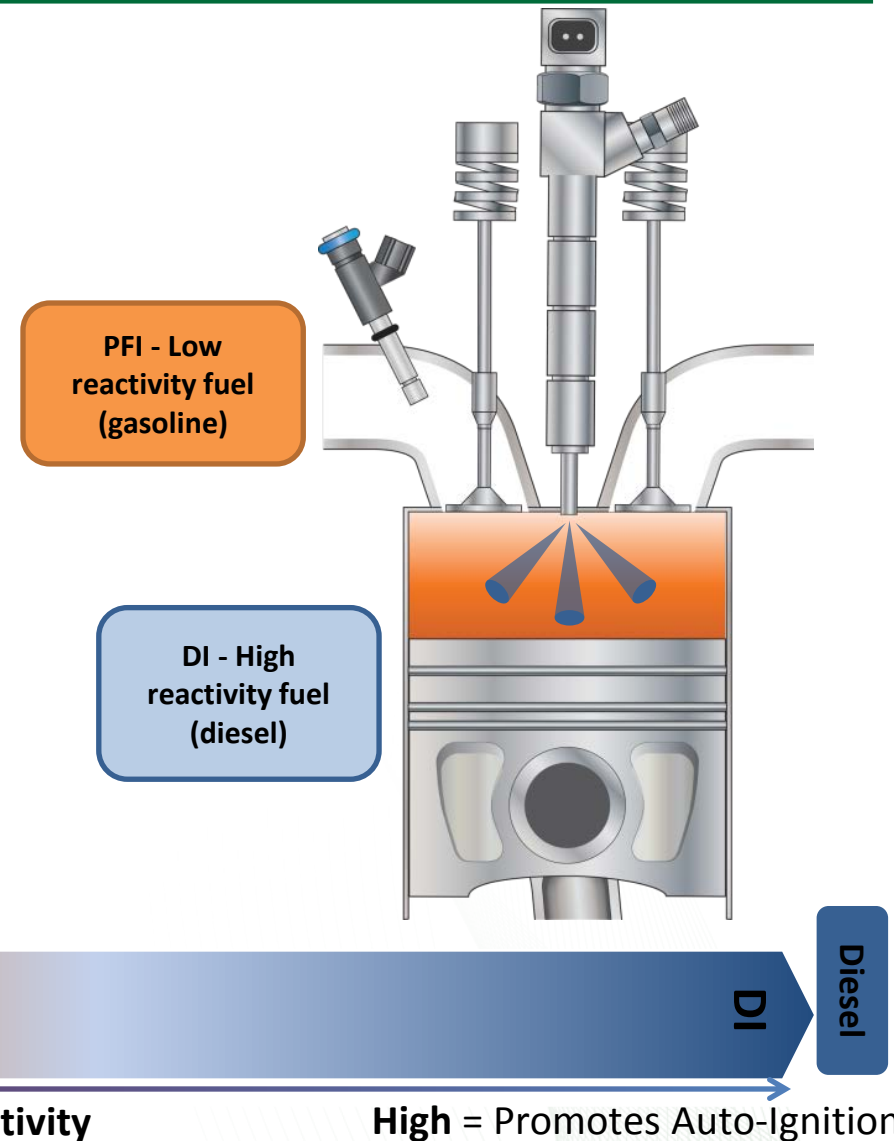 PFI - Low
reactivity fuel
(gasoline)
DI - High
reactivity fuel
(diesel)
DI
Diesel
tivity
High = Promotes Auto-Ignition